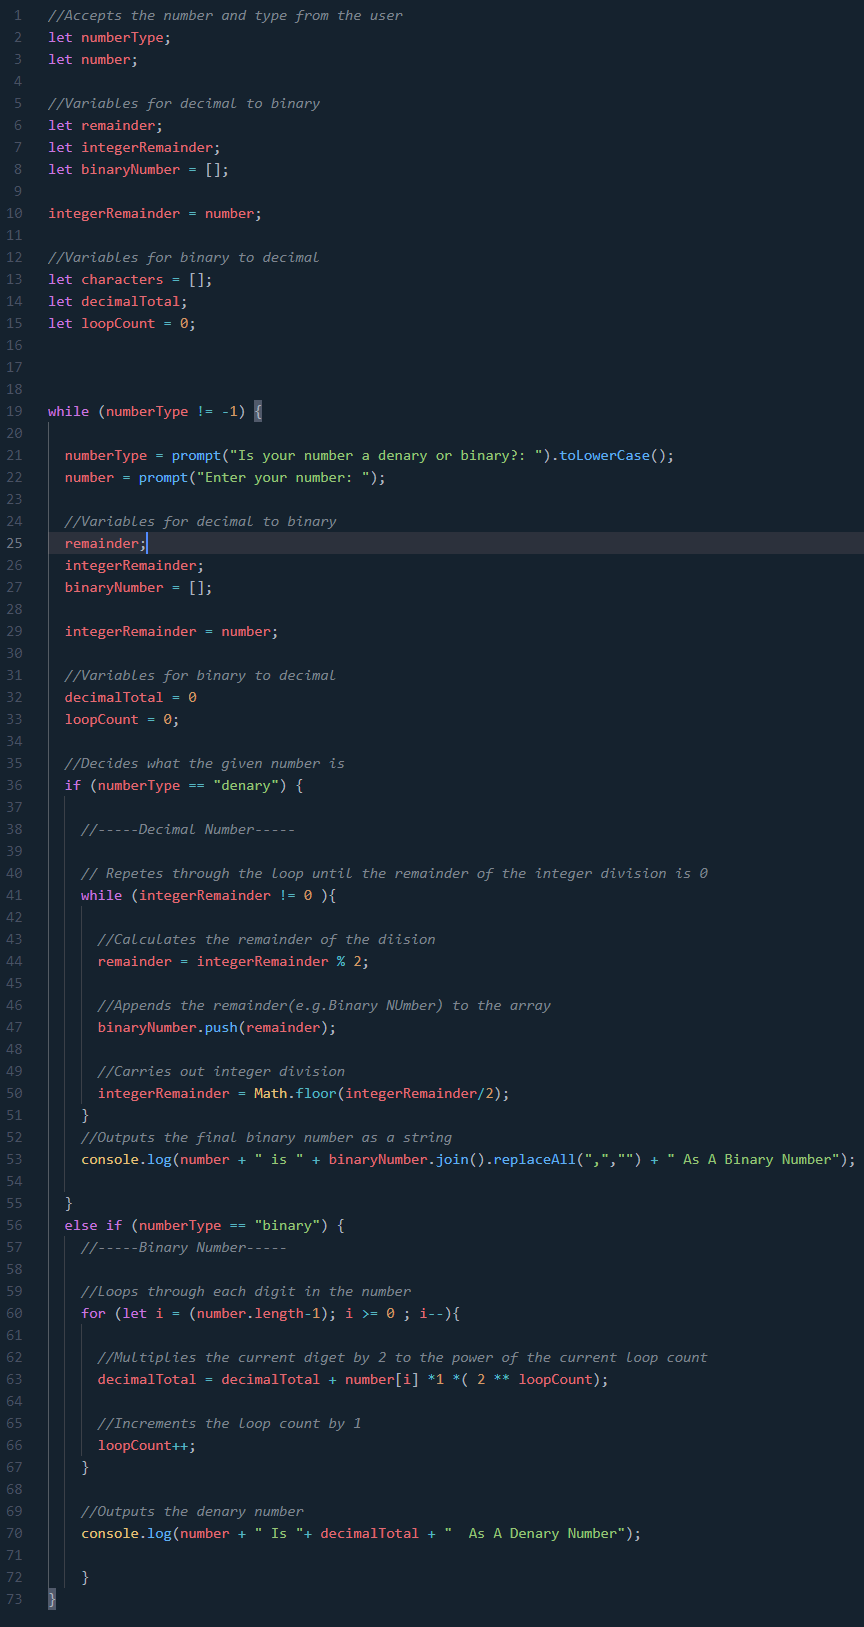 1 //Accepts the number and type from the user
2 let numberType;
3 let number;
4
5 //Variables for decimal to binary
6 let remainder;
7 let integerRemainder;
8 let binaryNumber = [];
9
10 integerRemainder = number;
11
12 //Variables for binary to decimal
13 let characters = [];
14 let decimalTotal;
15 let loopCount = 0;
16
17
18
19 while (numberType != -1) {
20
21 numberType = prompt("Is your number a denary or binary?: ").toLowerCase();
22 number = prompt("Enter your number: ");
23
24 //Variables for decimal to binary
25 remainder;
26 integerRemainder;
27 binaryNumber = [];
28
29 integerRemainder = number;
30
31 //Variables for binary to decimal
32 decimalTotal = 0
33 loopCount = 0;
34
35 //Decides what the given number is
36 if (numberType == "denary") {
37
38 //-----Decimal Number-----
39
40 // Repetes through the loop until the remainder of the integer division is 0
41 while (integerRemainder != 0 ){
42
43 //Calculates the remainder of the diision
44 remainder = integerRemainder % 2;
45
46 //Appends the remainder(e.g.Binary NUmber) to the array
47 binaryNumber.push(remainder);
48
49 //Carries out integer division
50 integerRemainder = Math.floor(integerRemainder/2);
51 }
52 //Outputs the final binary number as a string
53 console.log(number + " is " + binaryNumber.join().replaceAll(",","") + " As A Binary Number");
54
55 }
56 else if (numberType == "binary") {
57 //-----Binary Number-----
58
59 //Loops through each digit in the number
60 for (let i = (number.length-1); i >= 0 ; i--){
61
62 //Multiplies the current diget by 2 to the power of the current loop count
63 decimalTotal = decimalTotal + number[i] *1 *( 2 ** loopCount);
64
65 //Increments the loop count by 1
66 loopCount++;
67 }
68
69 //Outputs the denary number
70 console.log(number + " Is "+ decimalTotal + "  As A Denary Number");
71
72 }
73 }